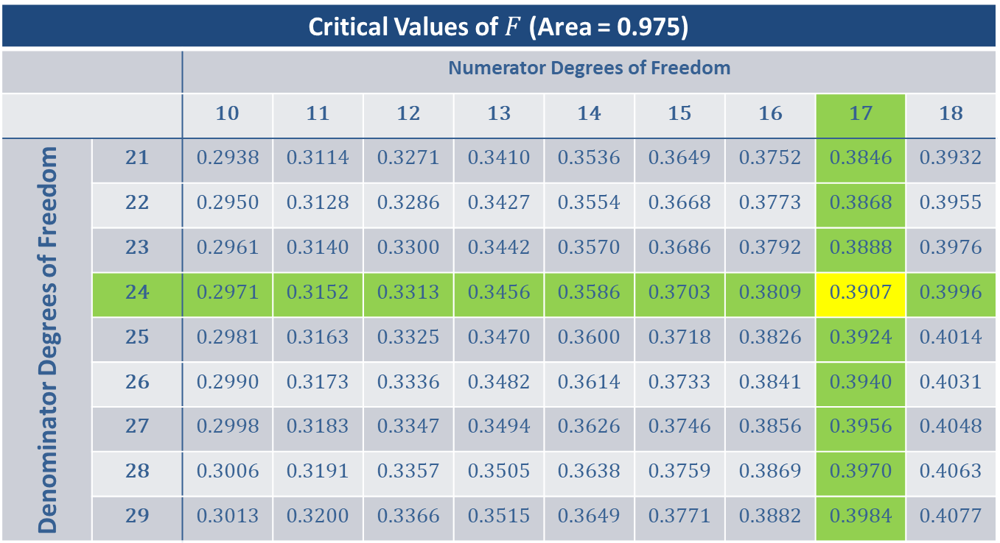 Critical Values of F (Area = 0.975)
Numerator Degrees of Freedom
10 11 12 13 14 15 16 17 18
Denominator Degrees of Freedom
21 0.2938 0.3114 0.3271 0.3410 0.3536 0.3649 0.3752 0.3846 0.3932
22 0.2950 0.3128 0.3286 0.3427 0.3554 0.3668 0.3773 0.3868 0.3955
23 0.2961 0.3140 0.3300 0.3442 0.3570 0.3686 0.3792 0.3888 0.3976
24 0.2971 0.3152 0.3313 0.3456 0.3586 0.3703 0.3809 0.3907 0.3996
25 0.2981 0.3163 0.3325 0.3470 0.3600 0.3718 0.3826 0.3924 0.4014
26 0.2990 0.3173 0.3336 0.3482 0.3614 0.3733 0.3841 0.3940 0.4031
27 0.2998 0.3183 0.3347 0.3494 0.3626 0.3746 0.3856 0.3956 0.4048
28 0.3006 0.3191 0.3357 0.3505 0.3638 0.3759 0.3869 0.3970 0.4063
29 0.3013 0.3200 0.3366 0.3515 0.3649 0.3771 0.3882 0.3984 0.4077